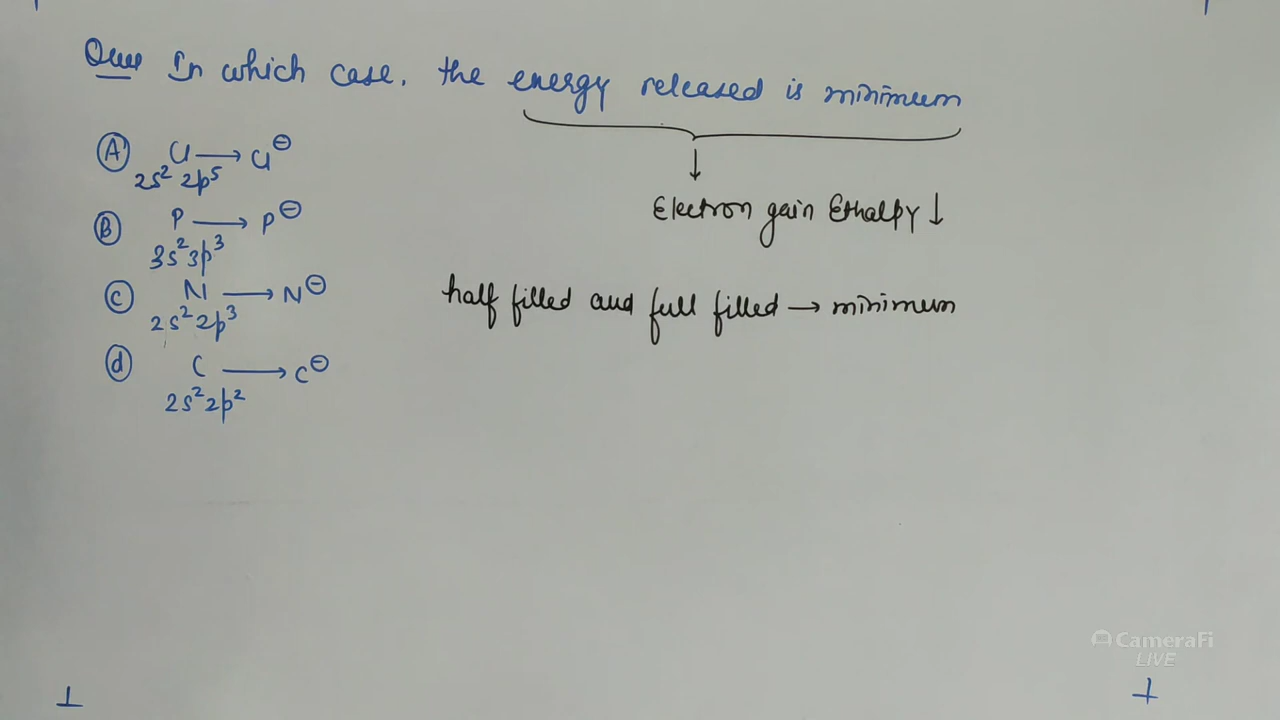 Que In which case, the energy released is minimum
(A) Cl → Cl⊖
2s² 2p⁵
(B) P → P⊖
3s² 3p³
(c) N → N⊖
2s² 2p³
(d) C → C⊖
2s² 2p²
↓
Electron gain Ethalpy ↓
half filled and full filled → minimum
CameraFi
LIVE